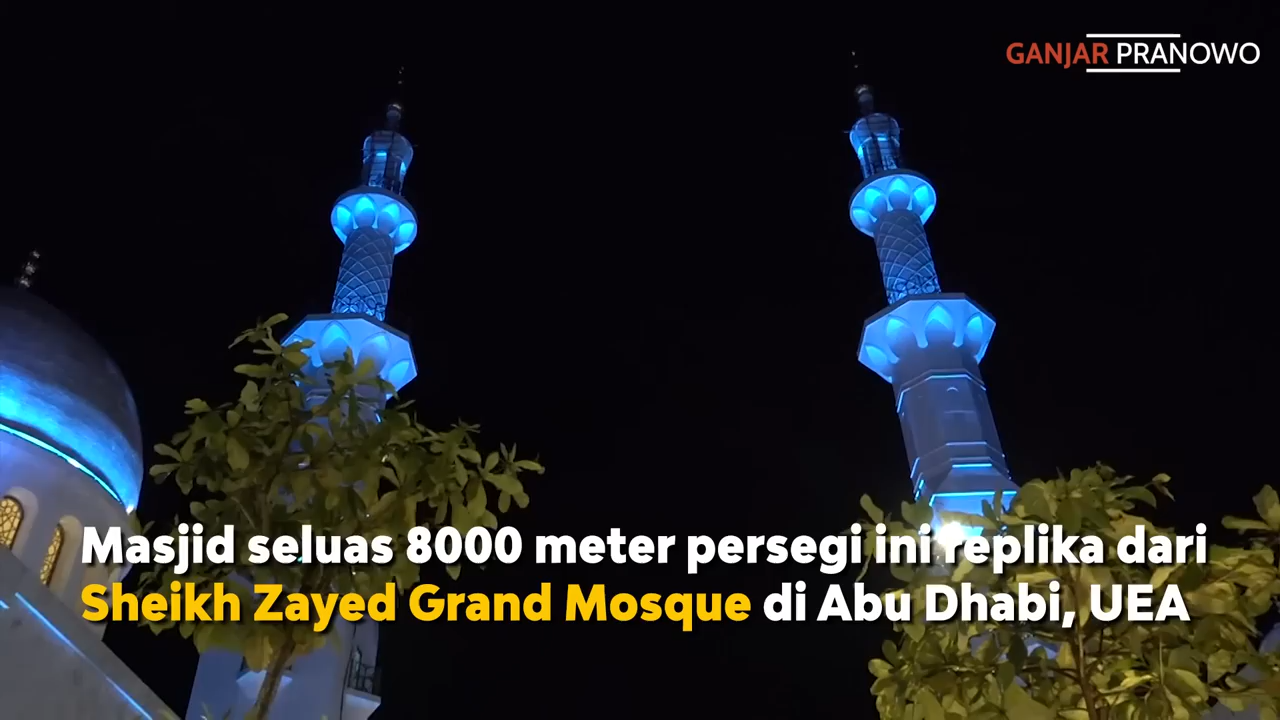 GANJAR PRANOWO
Masjid seluas 8000 meter persegi ini replika dari
Sheikh Zayed Grand Mosque di Abu Dhabi, UEA